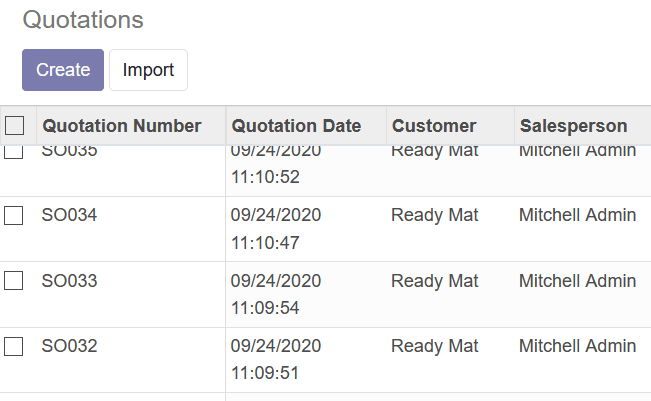 Quotations
Create Import
Quotation Number Quotation Date Customer Salesperson
SO035 09/24/2020 Ready Mat Mitchell Admin
11:10:52
SO034 09/24/2020 Ready Mat Mitchell Admin
11:10:47
SO033 09/24/2020 Ready Mat Mitchell Admin
11:09:54
SO032 09/24/2020 Ready Mat Mitchell Admin
11:09:51